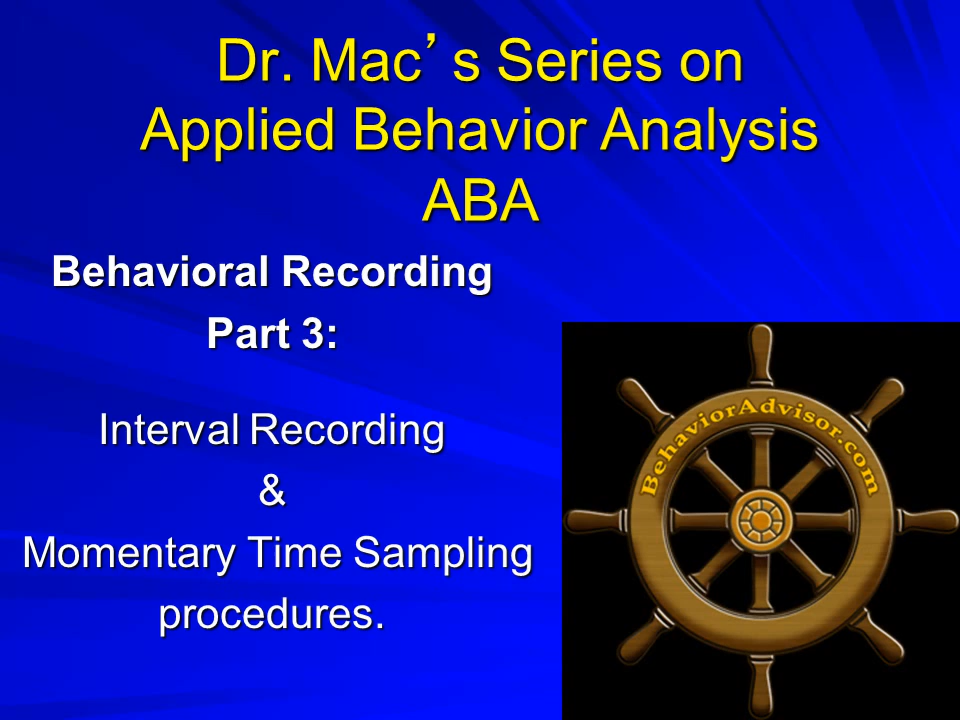 Dr. Mac’s Series on
Applied Behavior Analysis
ABA
Behavioral Recording
Part 3:
Interval Recording
&
Momentary Time Sampling
procedures.
BehaviorAdvisor.com